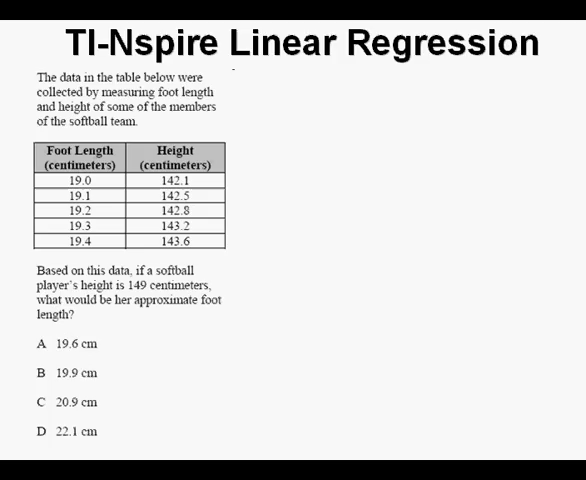 TI-Nspire Linear Regression
The data in the table below were
collected by measuring foot length
and height of some of the members
of the softball team.
Foot Length Height
(centimeters) (centimeters)
19.0 142.1
19.1 142.5
19.2 142.8
19.3 143.2
19.4 143.6
Based on this data, if a softball
player's height is 149 centimeters,
what would be her approximate foot
length?
A 19.6 cm
B 19.9 cm
C 20.9 cm
D 22.1 cm